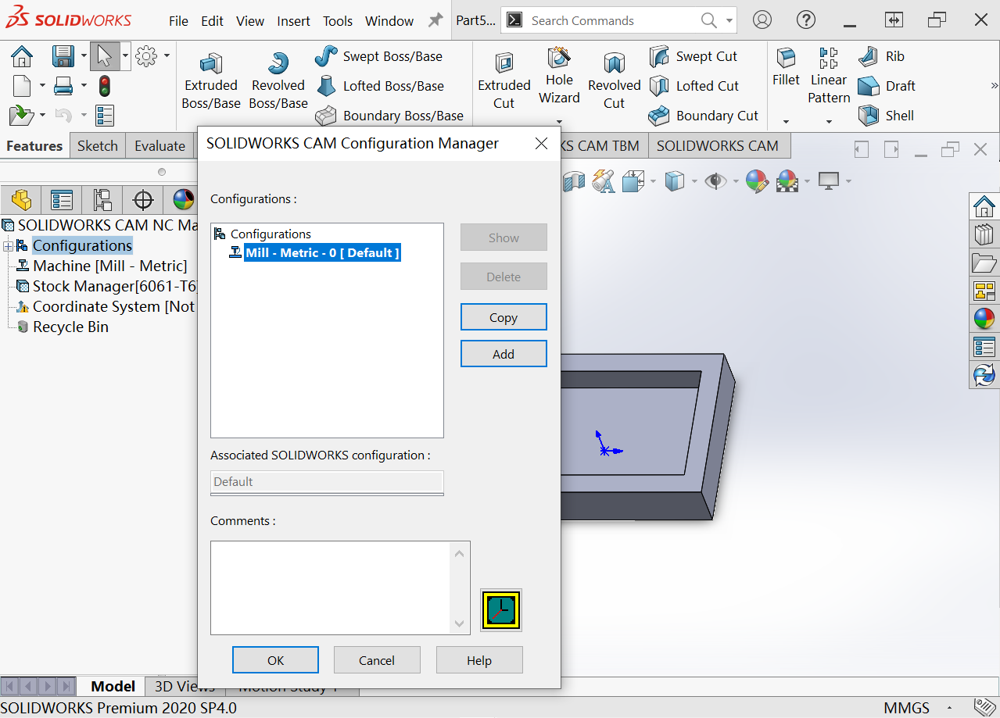 SOLIDWORKS File Edit View Insert Tools Window Part5... Search Commands
Extruded Boss/Base
Revolved Boss/Base
Swept Boss/Base
Lofted Boss/Base
Boundary Boss/Base
Extruded Cut
Hole Wizard
Revolved Cut
Swept Cut
Lofted Cut
Boundary Cut
Fillet
Linear Pattern
Rib
Draft
Shell
Features Sketch Evaluate KS CAM TBM SOLIDWORKS CAM
SOLIDWORKS CAM NC Ma
Configurations
Machine [Mill - Metric]
Stock Manager[6061-T6
Coordinate System [Not
Recycle Bin
SOLIDWORKS CAM Configuration Manager
Configurations :
Configurations
Mill - Metric - 0 [ Default ]
Show
Delete
Copy
Add
Associated SOLIDWORKS configuration :
Default
Comments :
OK Cancel Help
Model 3D Views Motion Study 1
SOLIDWORKS Premium 2020 SP4.0 MMGS